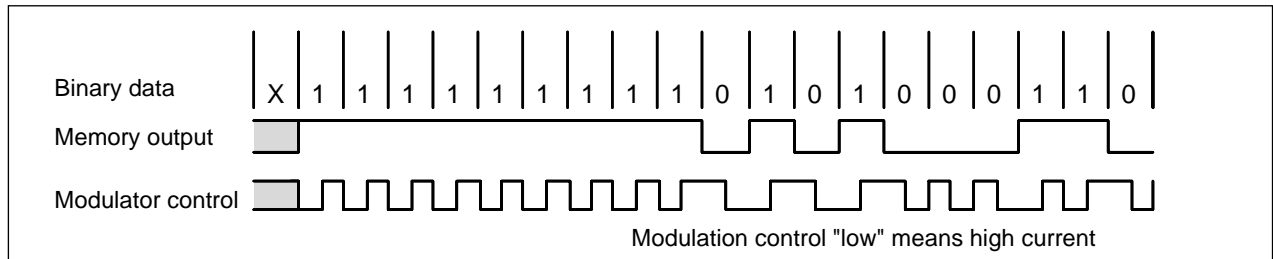 Binary data X 1 1 1 1 1 1 1 1 1 0 1 0 1 0 0 0 1 1 0
Memory output
Modulator control
Modulation control "low" means high current